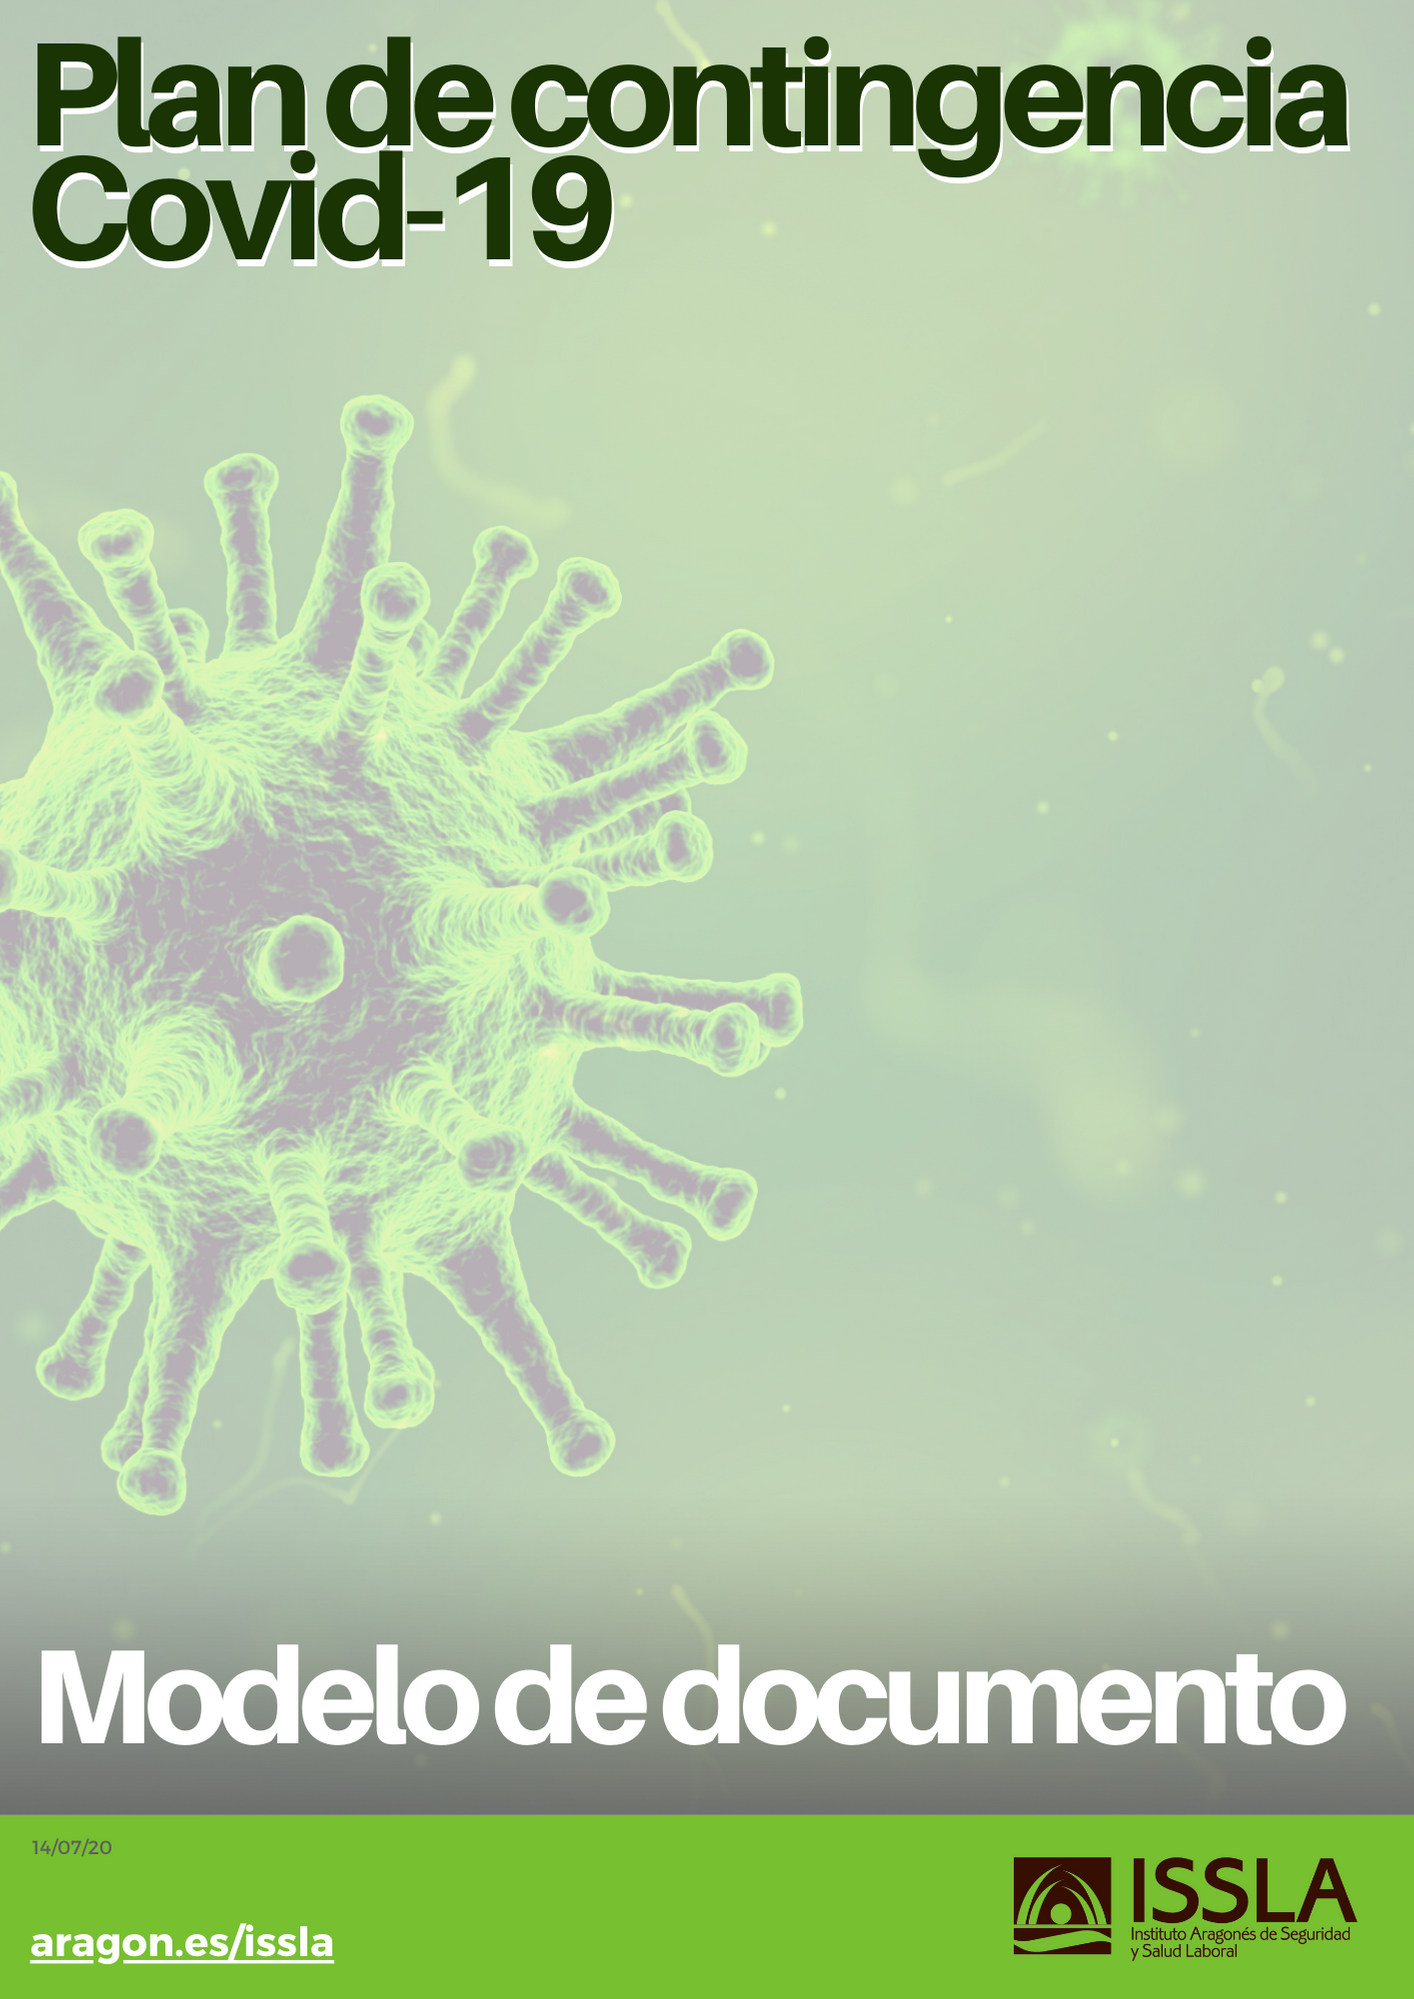 Plan de contingencia
Covid-19
Modelo de documento
14/07/20
aragon.es/issla
ISSLA
Instituto Aragonés de Seguridad
y Salud Laboral